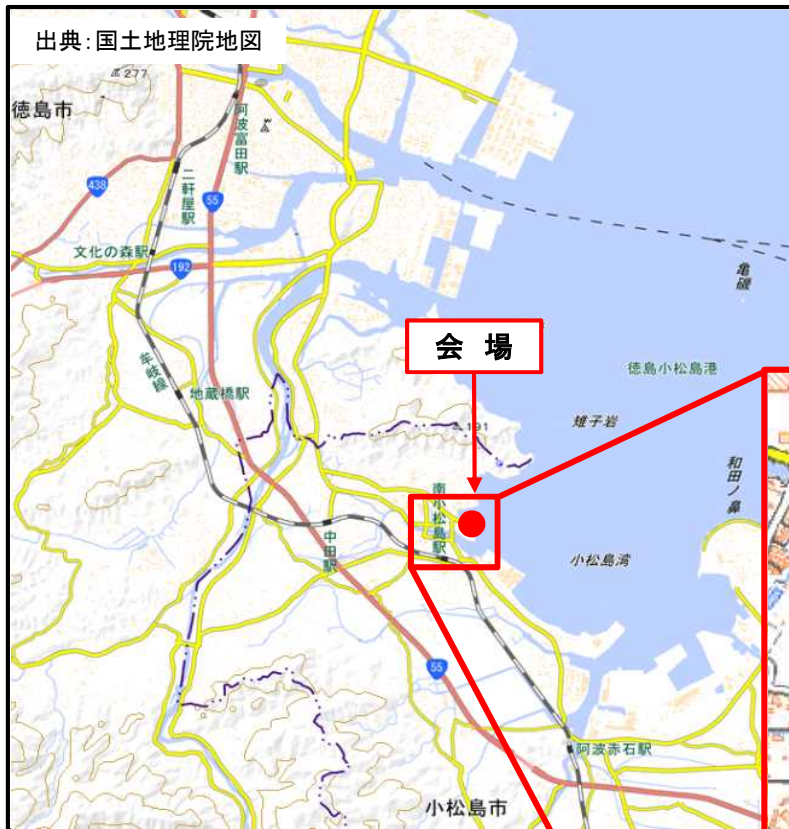 出典：国土地理院地図
277
徳島市
阿波富田駅
438
二軒屋駅
55
文化の森駅
192
亀磯
会 場
牟岐線
地蔵橋駅
徳島小松島港
191
雉子岩
和田ノ鼻
南小松島駅
中田駅
小松島湾
55
阿波赤石駅
小松島市